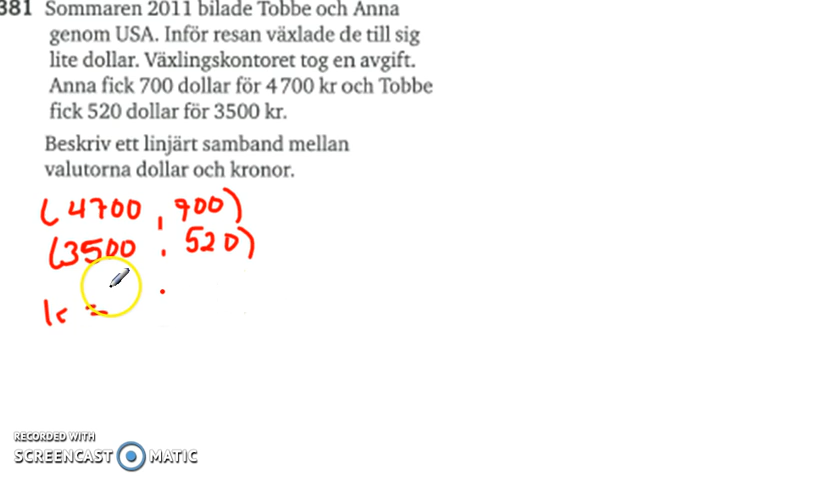 381 Sommaren 2011 bilade Tobbe och Anna
genom USA. Inför resan växlade de till sig
lite dollar. Växlingskontoret tog en avgift.
Anna fick 700 dollar för 4 700 kr och Tobbe
fick 520 dollar för 3500 kr.
Beskriv ett linjärt samband mellan
valutorna dollar och kronor.
(4700, 700)
(3500, 520)
k =
RECORDED WITH
SCREENCAST MATIC